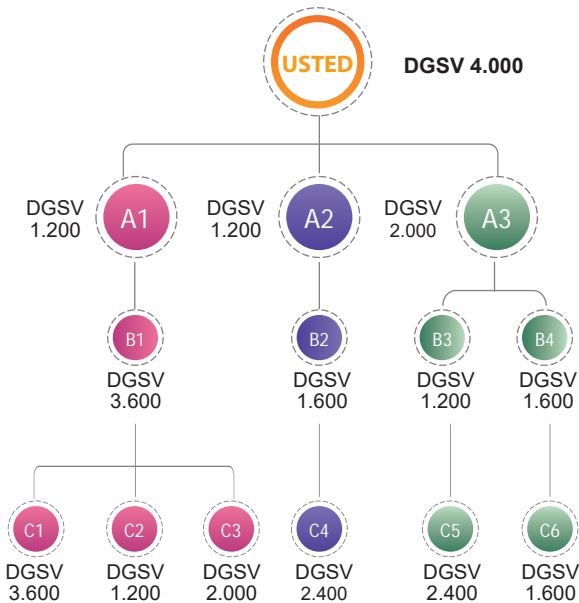 USTED
DGSV 4.000
DGSV
1.200
A1
DGSV
1.200
A2
DGSV
2.000
A3
B1
B2
B3
B4
DGSV
3.600
DGSV
1.600
DGSV
1.200
DGSV
1.600
C1
C2
C3
C4
C5
C6
DGSV
3.600
DGSV
1.200
DGSV
2.000
DGSV
2.400
DGSV
2.400
DGSV
1.600